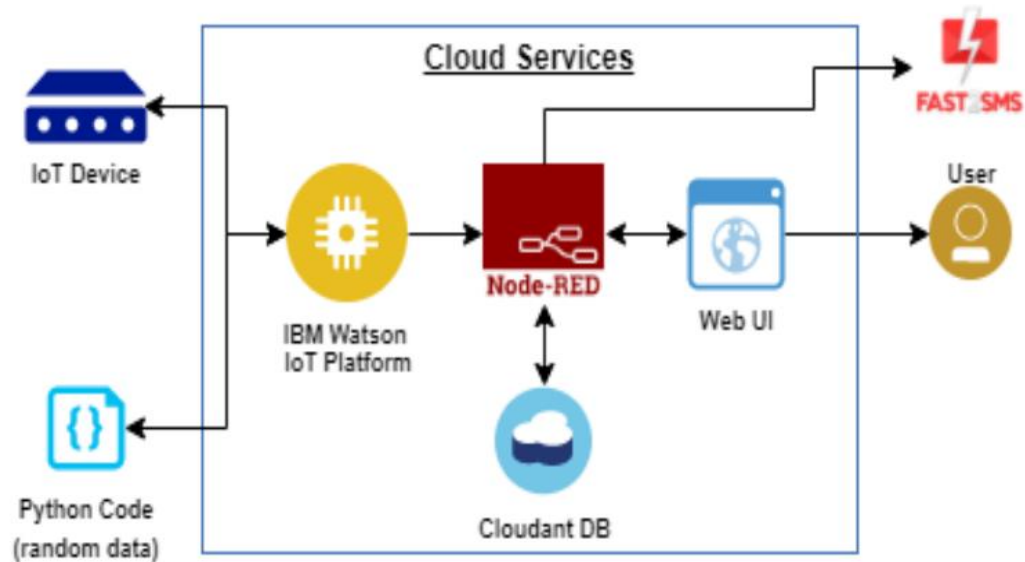 Cloud Services
FAST2SMS
IoT Device
User
Node-RED
IBM Watson
IoT Platform
Web UI
Python Code
(random data)
Cloudant DB